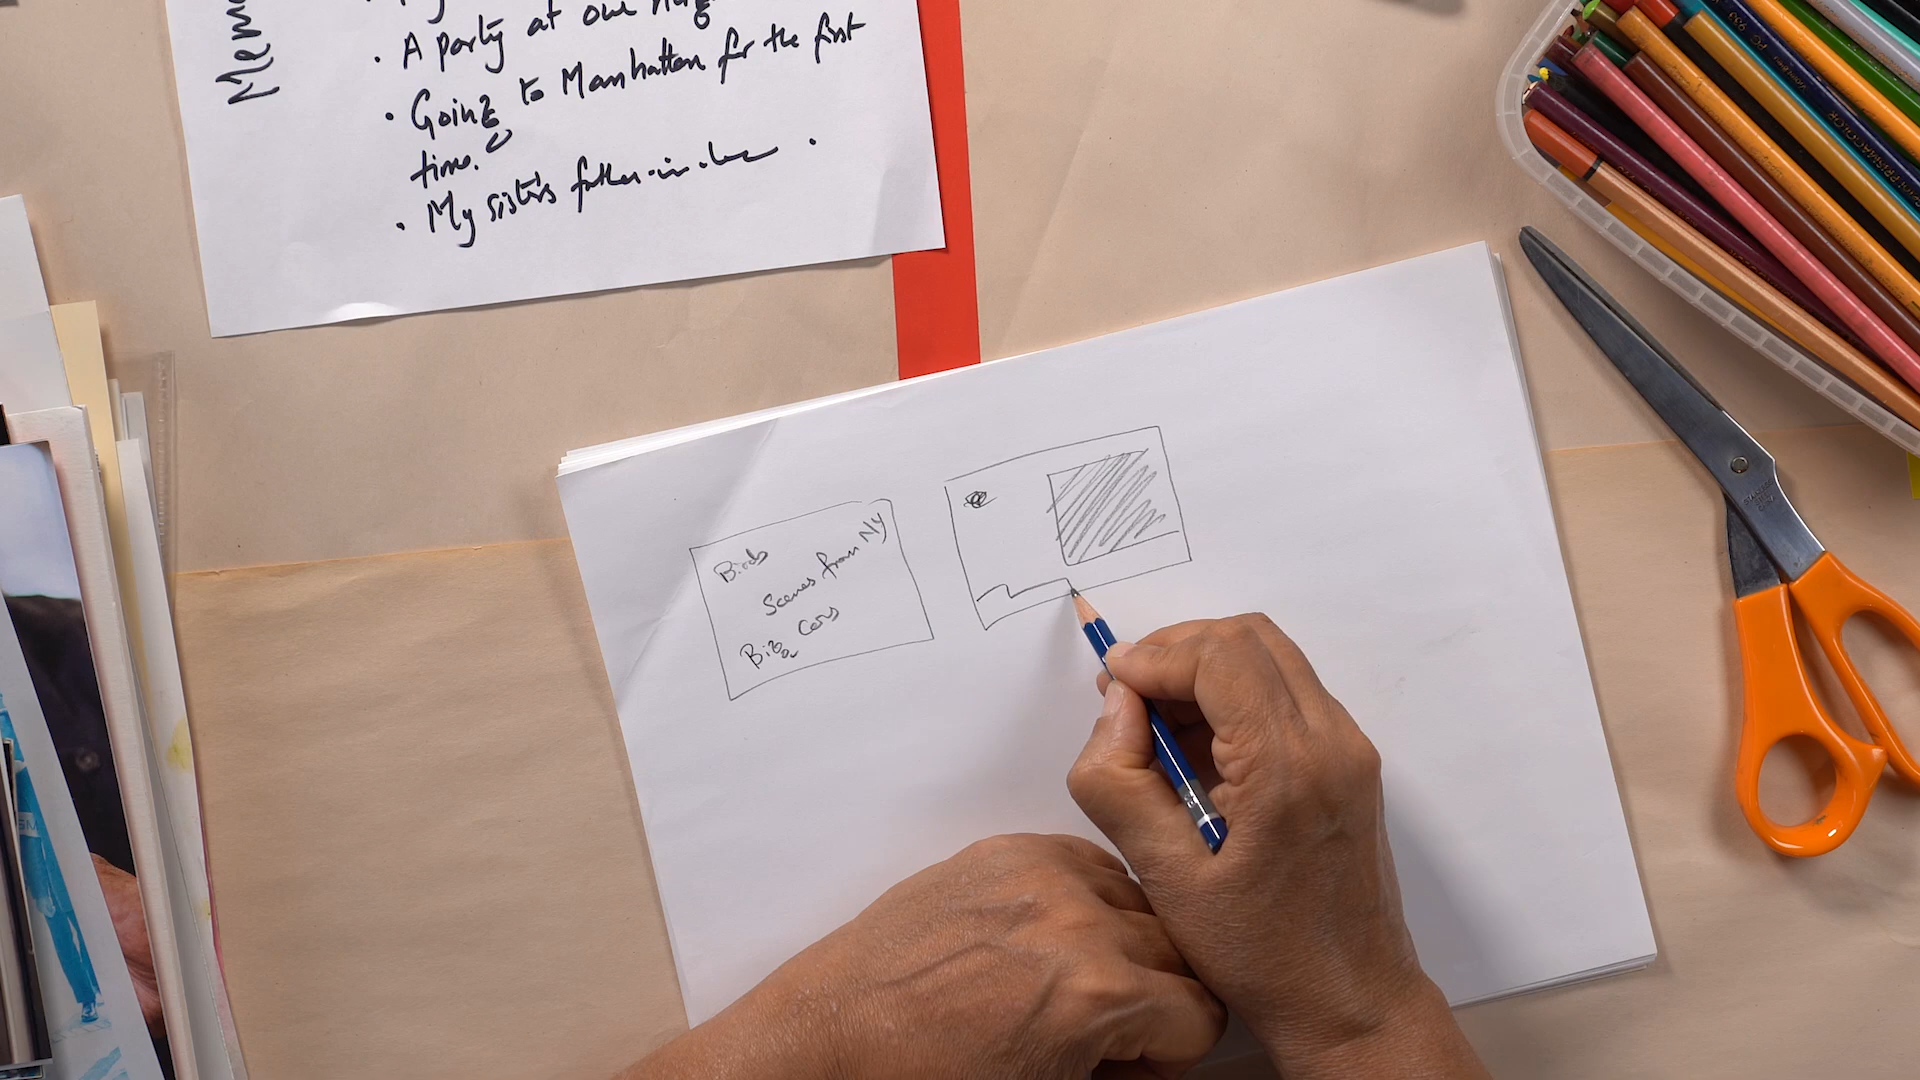 Mem
• A party at our
• Going to Manhattan for the first
time.
• My sister's father-in-law.
Birds
Scenes from NY
Big Cars